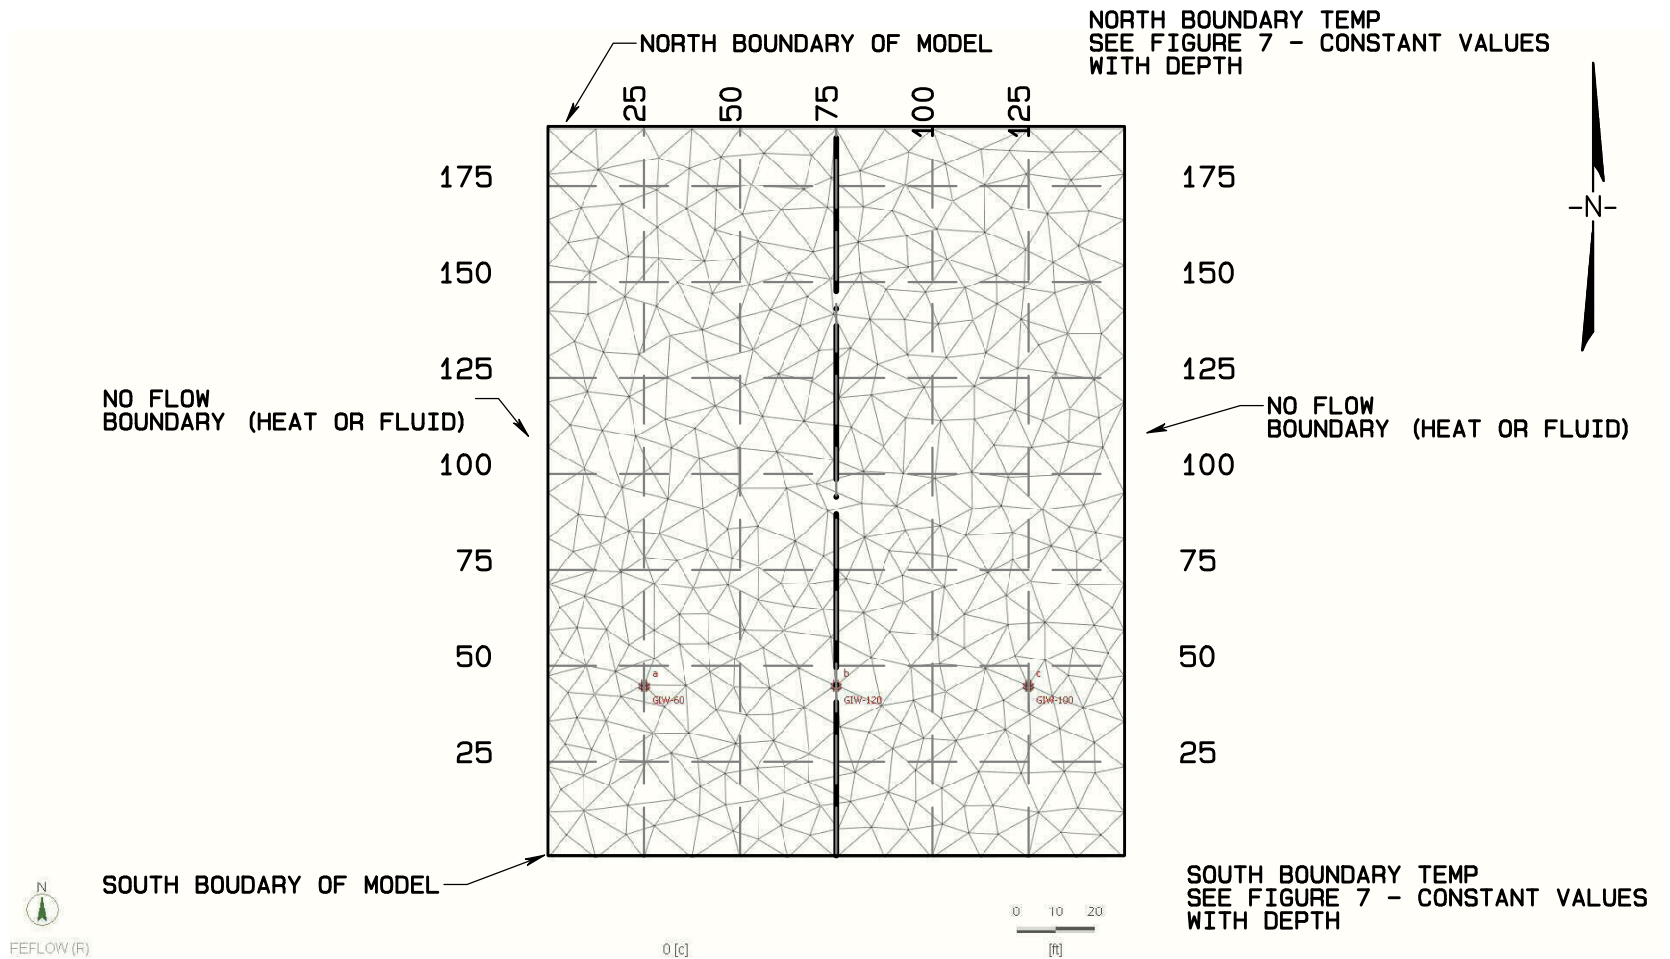 NORTH BOUNDARY TEMP
SEE FIGURE 7 - CONSTANT VALUES
WITH DEPTH
NORTH BOUNDARY OF MODEL
25 50 75 100 125
175 175
-N-
150 150
125 125
NO FLOW
BOUNDARY (HEAT OR FLUID)
NO FLOW
BOUNDARY (HEAT OR FLUID)
100 100
75 75
50 50
a b c
GIW-60 GIW-120 GIW-100
25 25
SOUTH BOUDARY OF MODEL
SOUTH BOUNDARY TEMP
SEE FIGURE 7 - CONSTANT VALUES
WITH DEPTH
N
0 10 20
FEFLOW (R)
0 [c]
[ft]